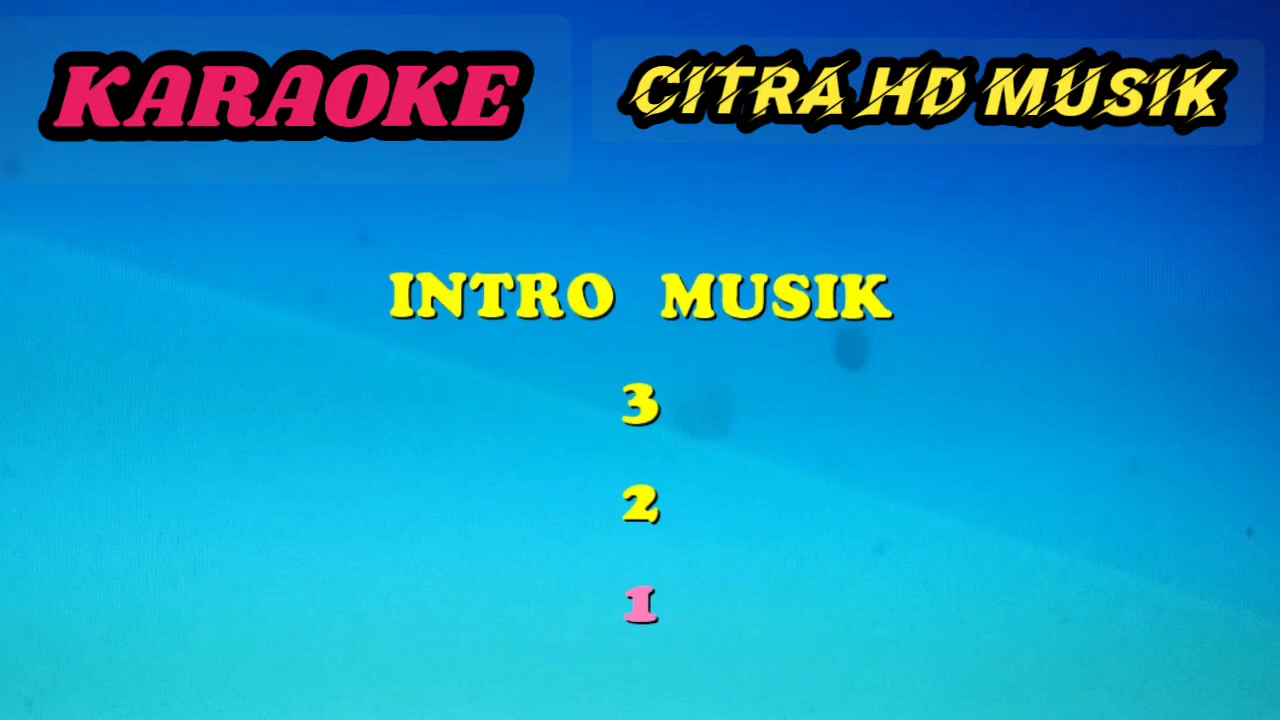 KARAOKE
CITRA HD MUSIK
INTRO MUSIK
3
2
1